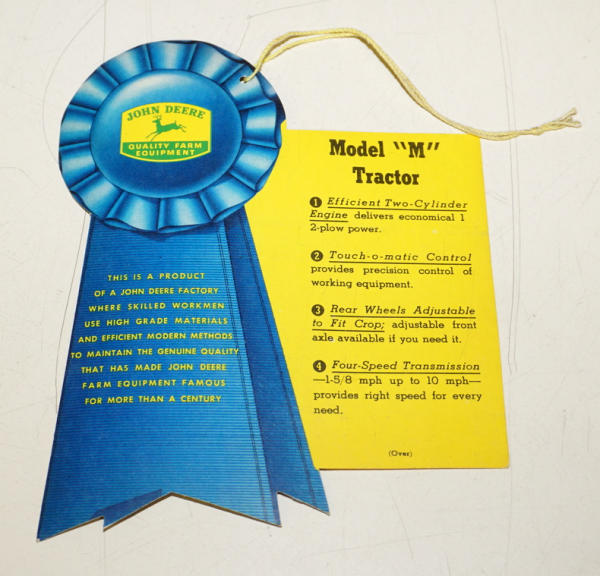 JOHN DEERE
QUALITY FARM
EQUIPMENT
THIS IS A PRODUCT
OF A JOHN DEERE FACTORY
WHERE SKILLED WORKMEN
USE HIGH GRADE MATERIALS
AND EFFICIENT MODERN METHODS
TO MAINTAIN THE GENUINE QUALITY
THAT HAS MADE JOHN DEERE
FARM EQUIPMENT FAMOUS
FOR MORE THAN A CENTURY
Model "M"
Tractor
1 Efficient Two-Cylinder
Engine delivers economical 1
2-plow power.
2 Touch-o-matic Control
provides precision control of
working equipment.
3 Rear Wheels Adjustable
to Fit Crop; adjustable front
axle available if you need it.
4 Four-Speed Transmission
—1-5/8 mph up to 10 mph—
provides right speed for every
need.
(Over)